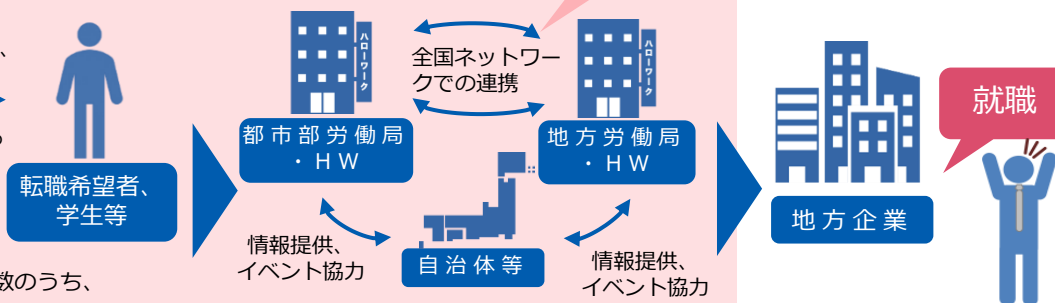 、
転職希望者、
学生等
数のうち、
ハローワーク
都市部労働局
・ＨＷ
全国ネットワー
クでの連携
ハローワーク
地方労働局
・ＨＷ
情報提供、
イベント協力
自治体等
情報提供、
イベント協力
地方企業
就職